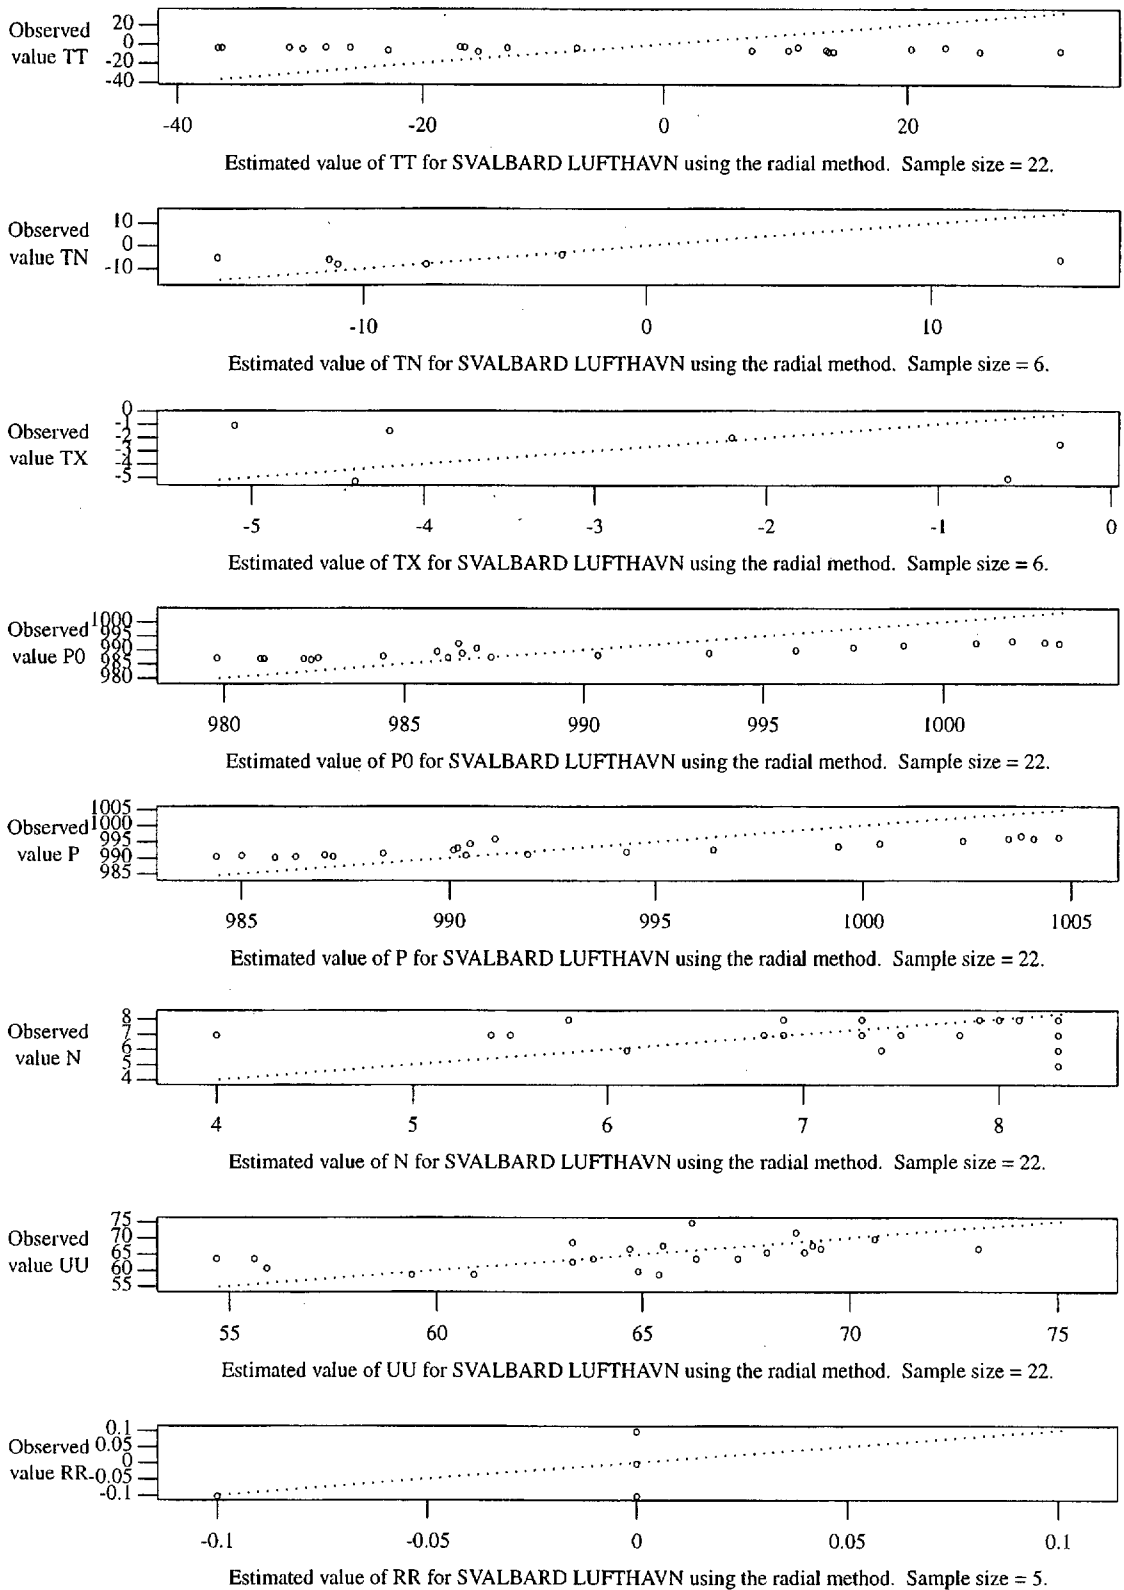 Observed
value TT
20
0
-20
-40
-40 -20 0 20
Estimated value of TT for SVALBARD LUFTHAVN using the radial method. Sample size = 22.
Observed
value TN
10
0
-10
-10 0 10
Estimated value of TN for SVALBARD LUFTHAVN using the radial method. Sample size = 6.
Observed
value TX
0
-1
-2
-3
-4
-5
-5 -4 -3 -2 -1 0
Estimated value of TX for SVALBARD LUFTHAVN using the radial method. Sample size = 6.
Observed
value P0
1000
995
990
985
980
980 985 990 995 1000
Estimated value of P0 for SVALBARD LUFTHAVN using the radial method. Sample size = 22.
Observed
value P
1005
1000
995
990
985
985 990 995 1000 1005
Estimated value of P for SVALBARD LUFTHAVN using the radial method. Sample size = 22.
Observed
value N
8
7
6
5
4
4 5 6 7 8
Estimated value of N for SVALBARD LUFTHAVN using the radial method. Sample size = 22.
Observed
value UU
75
70
65
60
55
55 60 65 70 75
Estimated value of UU for SVALBARD LUFTHAVN using the radial method. Sample size = 22.
Observed
value RR
0.1
0.05
0
-0.05
-0.1
-0.1 -0.05 0 0.05 0.1
Estimated value of RR for SVALBARD LUFTHAVN using the radial method. Sample size = 5.